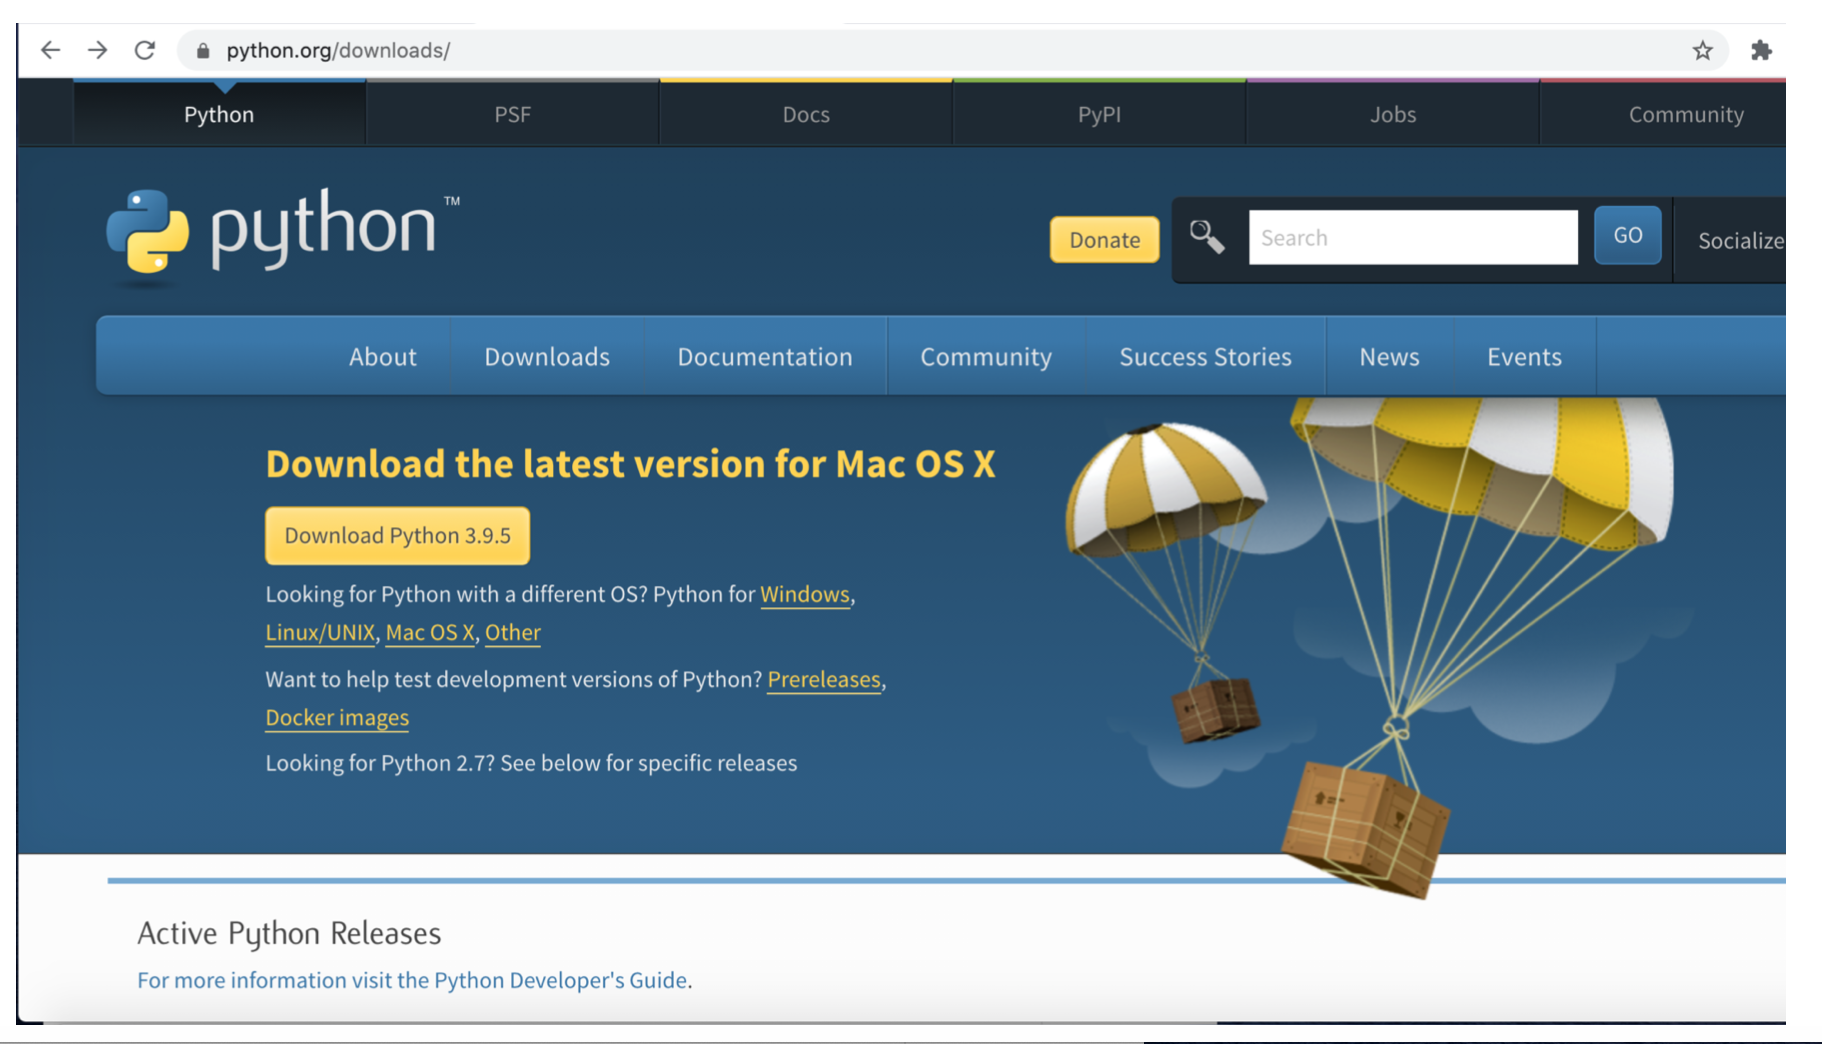 python.org/downloads/
Python PSF Docs PyPI Jobs Community
python™
Donate Search GO Socialize
About Downloads Documentation Community Success Stories News Events
Download the latest version for Mac OS X
Download Python 3.9.5
Looking for Python with a different OS? Python for Windows,
Linux/UNIX, Mac OS X, Other
Want to help test development versions of Python? Prereleases,
Docker images
Looking for Python 2.7? See below for specific releases
Active Python Releases
For more information visit the Python Developer's Guide.